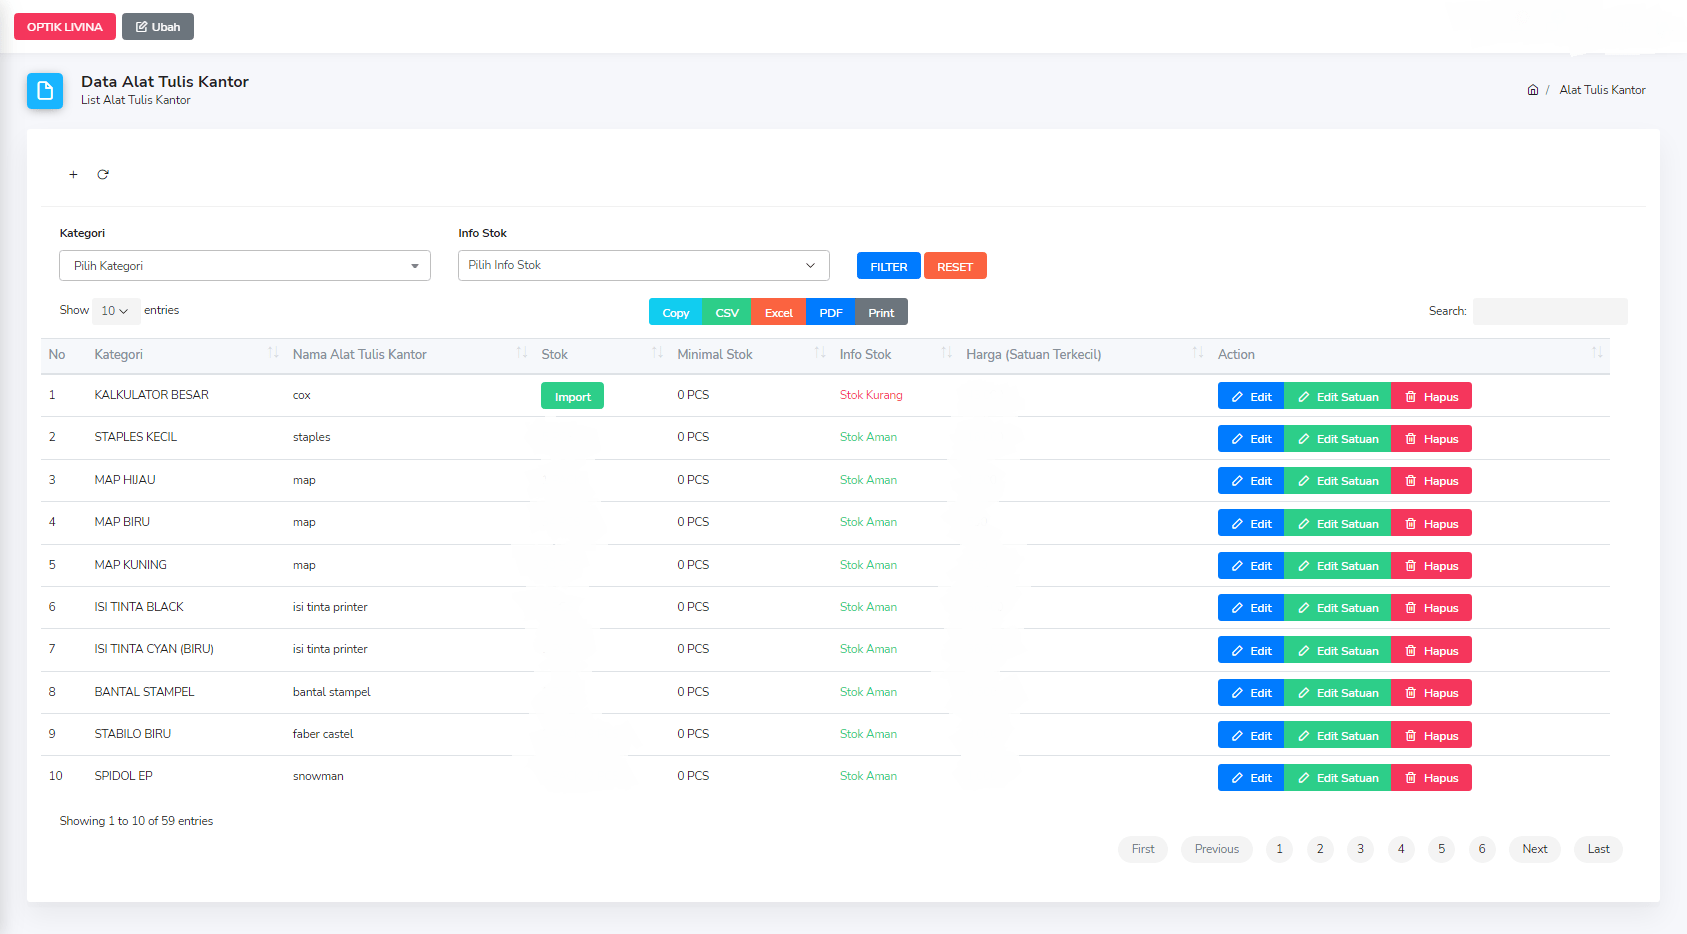 OPTIK LIVINA Ubah
Data Alat Tulis Kantor
List Alat Tulis Kantor
/ Alat Tulis Kantor
+
Kategori Info Stok
Pilih Kategori Pilih Info Stok FILTER RESET
Show 10 entries Copy CSV Excel PDF Print Search:
No Kategori Nama Alat Tulis Kantor Stok Minimal Stok Info Stok Harga (Satuan Terkecil) Action
1 KALKULATOR BESAR cox Import 0 PCS Stok Kurang Edit Edit Satuan Hapus
2 STAPLES KECIL staples 0 PCS Stok Aman Edit Edit Satuan Hapus
3 MAP HIJAU map 0 PCS Stok Aman Edit Edit Satuan Hapus
4 MAP BIRU map 0 PCS Stok Aman Edit Edit Satuan Hapus
5 MAP KUNING map 0 PCS Stok Aman Edit Edit Satuan Hapus
6 ISI TINTA BLACK isi tinta printer 0 PCS Stok Aman Edit Edit Satuan Hapus
7 ISI TINTA CYAN (BIRU) isi tinta printer 0 PCS Stok Aman Edit Edit Satuan Hapus
8 BANTAL STAMPEL bantal stampel 0 PCS Stok Aman Edit Edit Satuan Hapus
9 STABILO BIRU faber castel 0 PCS Stok Aman Edit Edit Satuan Hapus
10 SPIDOL EP snowman 0 PCS Stok Aman Edit Edit Satuan Hapus
Showing 1 to 10 of 59 entries
First Previous 1 2 3 4 5 6 Next Last